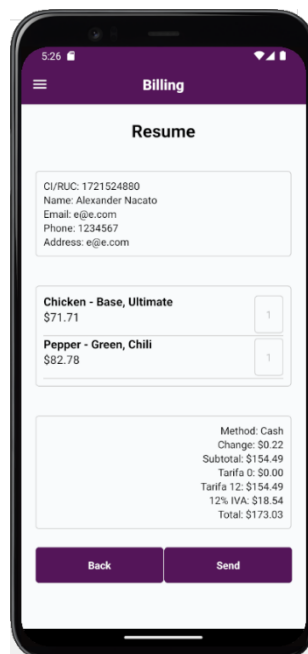 5:26
Billing
Resume
CI/RUC: 1721524880
Name: Alexander Nacato
Email: e@e.com
Phone: 1234567
Address: e@e.com
Chicken - Base, Ultimate
$71.71
1
Pepper - Green, Chili
$82.78
1
Method: Cash
Change: $0.22
Subtotal: $154.49
Tarifa 0: $0.00
Tarifa 12: $154.49
12% IVA: $18.54
Total: $173.03
Back
Send